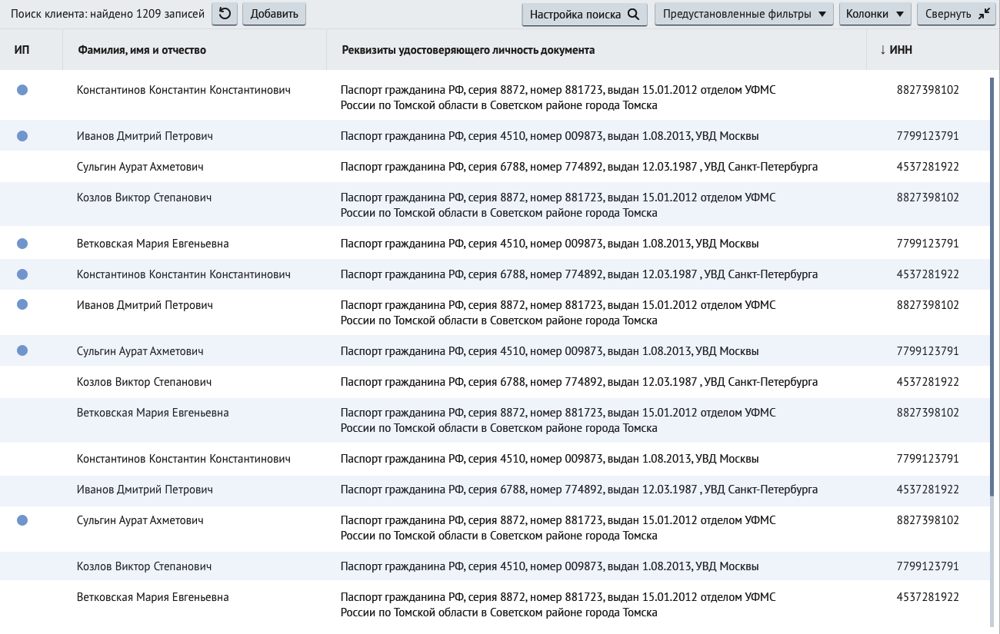 Поиск клиента: найдено 1209 записей Добавить Настройка поиска Предустановленные фильтры Колонки Свернуть
ИП Фамилия, имя и отчество Реквизиты удостоверяющего личность документа ↓ ИНН
Константинов Константин Константинович Паспорт гражданина РФ, серия 8872, номер 881723, выдан 15.01.2012 отделом УФМС 8827398102
России по Томской области в Советском районе города Томска
Иванов Дмитрий Петрович Паспорт гражданина РФ, серия 4510, номер 009873, выдан 1.08.2013, УВД Москвы 7799123791
Сульгин Аурат Ахметович Паспорт гражданина РФ, серия 6788, номер 774892, выдан 12.03.1987 , УВД Санкт-Петербурга 4537281922
Козлов Виктор Степанович Паспорт гражданина РФ, серия 8872, номер 881723, выдан 15.01.2012 отделом УФМС 8827398102
России по Томской области в Советском районе города Томска
Ветковская Мария Евгеньевна Паспорт гражданина РФ, серия 4510, номер 009873, выдан 1.08.2013, УВД Москвы 7799123791
Константинов Константин Константинович Паспорт гражданина РФ, серия 6788, номер 774892, выдан 12.03.1987 , УВД Санкт-Петербурга 4537281922
Иванов Дмитрий Петрович Паспорт гражданина РФ, серия 8872, номер 881723, выдан 15.01.2012 отделом УФМС 8827398102
России по Томской области в Советском районе города Томска
Сульгин Аурат Ахметович Паспорт гражданина РФ, серия 4510, номер 009873, выдан 1.08.2013, УВД Москвы 7799123791
Козлов Виктор Степанович Паспорт гражданина РФ, серия 6788, номер 774892, выдан 12.03.1987 , УВД Санкт-Петербурга 4537281922
Ветковская Мария Евгеньевна Паспорт гражданина РФ, серия 8872, номер 881723, выдан 15.01.2012 отделом УФМС 8827398102
России по Томской области в Советском районе города Томска
Константинов Константин Константинович Паспорт гражданина РФ, серия 4510, номер 009873, выдан 1.08.2013, УВД Москвы 7799123791
Иванов Дмитрий Петрович Паспорт гражданина РФ, серия 6788, номер 774892, выдан 12.03.1987 , УВД Санкт-Петербурга 4537281922
Сульгин Аурат Ахметович Паспорт гражданина РФ, серия 8872, номер 881723, выдан 15.01.2012 отделом УФМС 8827398102
России по Томской области в Советском районе города Томска
Козлов Виктор Степанович Паспорт гражданина РФ, серия 4510, номер 009873, выдан 1.08.2013, УВД Москвы 7799123791
Ветковская Мария Евгеньевна Паспорт гражданина РФ, серия 8872, номер 881723, выдан 15.01.2012 отделом УФМС 4537281922
России по Томской области в Советском районе города Томска